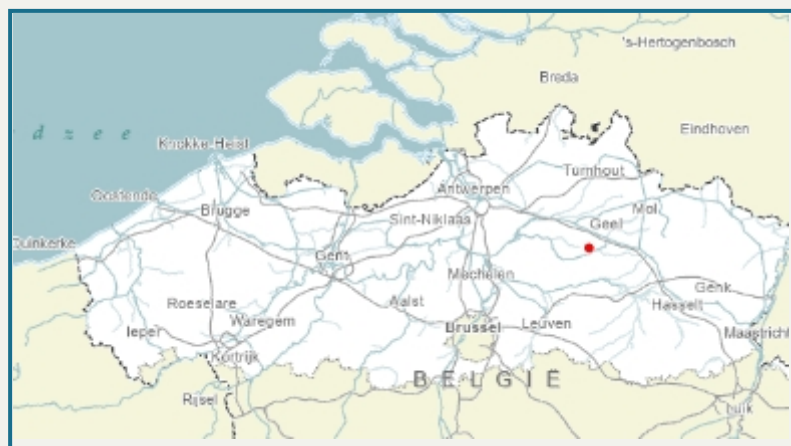 's-Hertogenbosch
Breda
d z e e
Eindhoven
Knokke-Heist
Turnhout
Oostende
Antwerpen
Mol
Brugge
Sint-Niklaas
Geel
Duinkerke
Gent
Mechelen
Genk
Roeselare
Aalst
Hasselt
Ieper
Waregem
Brussel
Leuven
Maastricht
Kortrijk
BELGIË
Rijsel
Luik